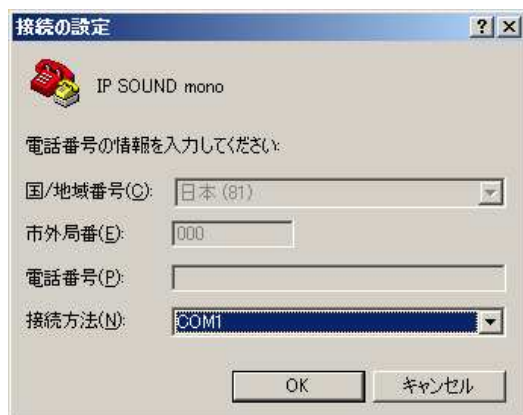 接続の設定
IP SOUND mono
電話番号の情報を入力してください:
国/地域番号(C): 日本 (81)
市外局番(E): 000
電話番号(P):
接続方法(N): COM1
OK キャンセル